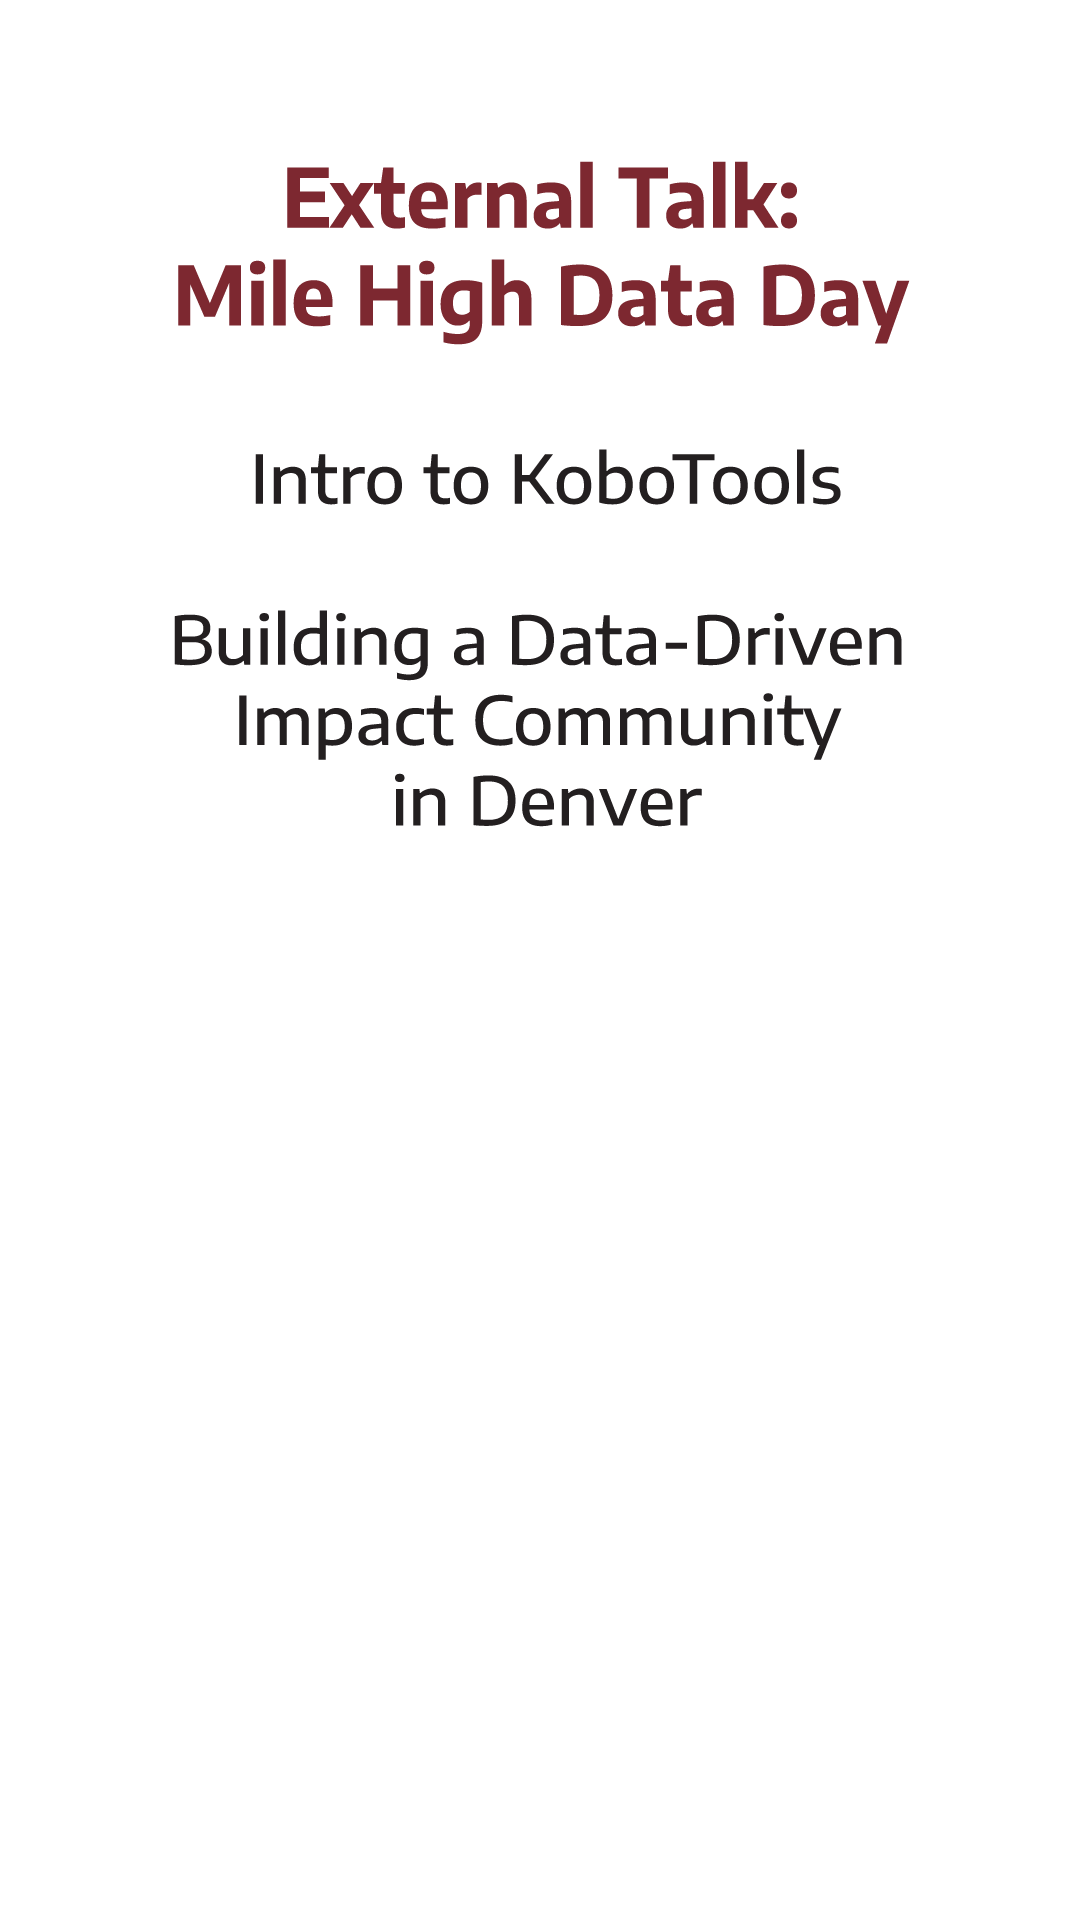 External Talk:
Mile High Data Day
Intro to KoboTools
Building a Data-Driven
Impact Community
in Denver